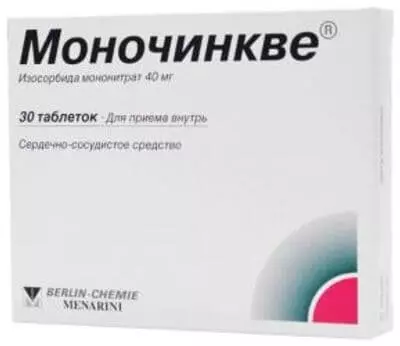 Моночинкве®
Изосорбида мононитрат 40 мг
30 таблеток - Для приема внутрь
Сердечно-сосудистое средство
BERLIN-CHEMIE
MENARINI